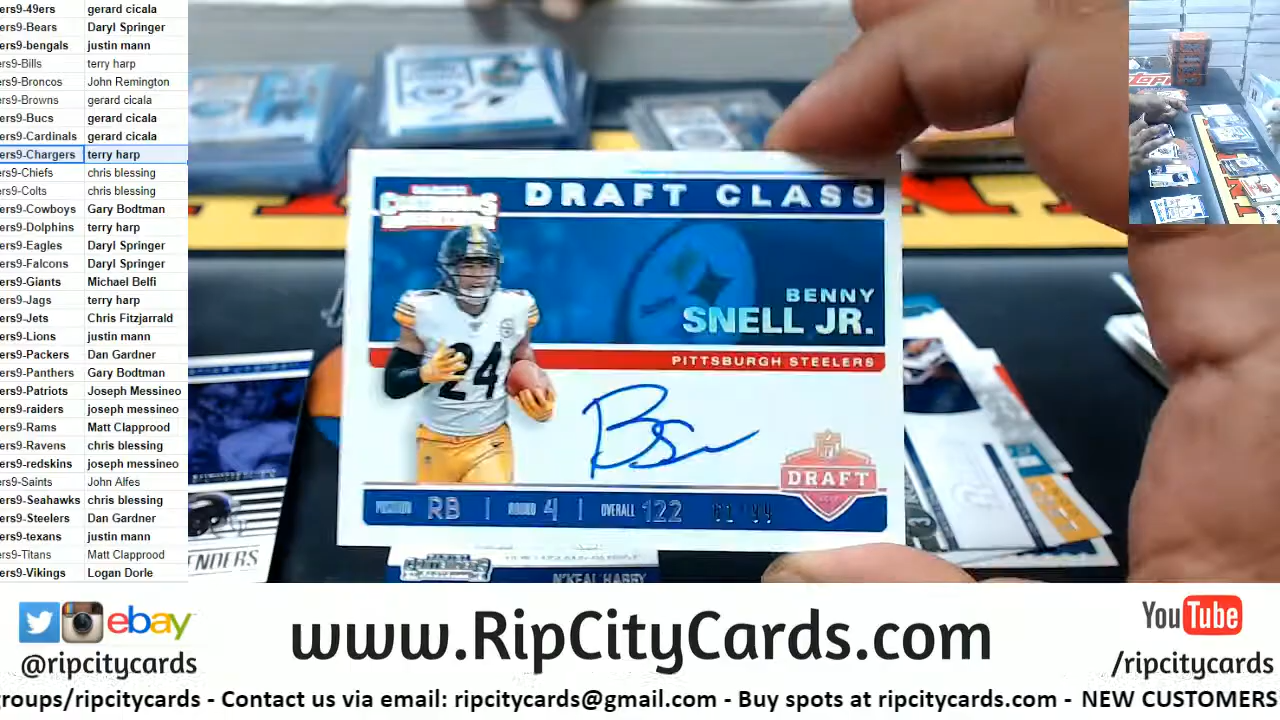 ers9-49ers gerard cicala
ers9-Bears Daryl Springer
ers9-bengals justin mann
ers9-Bills terry harp
ers9-Broncos John Remington
ers9-Browns gerard cicala
ers9-Bucs gerard cicala
ers9-Cardinals gerard cicala
ers9-Chargers terry harp
ers9-Chiefs chris blessing
ers9-Colts chris blessing
ers9-Cowboys Gary Bodtman
ers9-Dolphins terry harp
ers9-Eagles Daryl Springer
ers9-Falcons Daryl Springer
ers9-Giants Michael Belfi
ers9-Jags terry harp
ers9-Jets Chris Fitzjarrald
ers9-Lions justin mann
ers9-Packers Dan Gardner
ers9-Panthers Gary Bodtman
ers9-Patriots Joseph Messineo
ers9-raiders joseph messineo
ers9-Rams Matt Clapprood
ers9-Ravens chris blessing
ers9-redskins joseph messineo
ers9-Saints John Alfes
ers9-Seahawks chris blessing
ers9-Steelers Dan Gardner
ers9-texans justin mann
ers9-Titans Matt Clapprood
ers9-Vikings Logan Dorle
DRAFT CLASS
BENNY
SNELL JR.
PITTSBURGH STEELERS
24
DRAFT
POSITION RB | ROUND 4 | OVERALL 122
N'KEAL HARRY
ENDERS
topps
ebay
@ripcitycards
www.RipCityCards.com
YouTube
/ripcitycards
groups/ripcitycards - Contact us via email: ripcitycards@gmail.com - Buy spots at ripcitycards.com - NEW CUSTOMERS